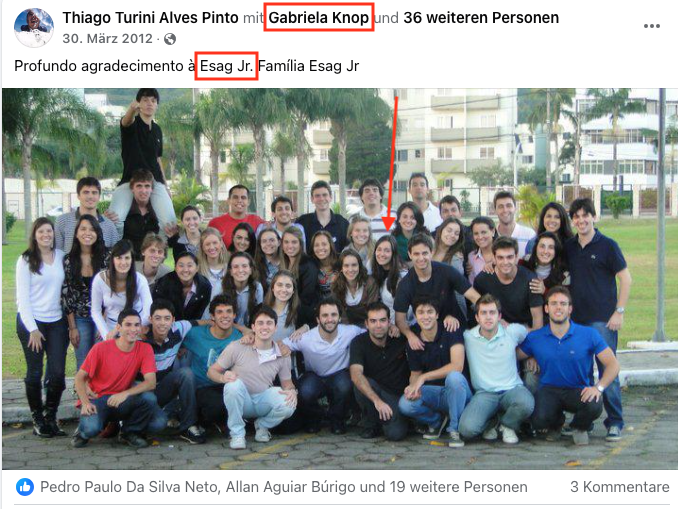 Thiago Turini Alves Pinto mit Gabriela Knop und 36 weiteren Personen
30. März 2012 ·
Profundo agradecimento à Esag Jr. Família Esag Jr
Pedro Paulo Da Silva Neto, Allan Aguiar Búrigo und 19 weitere Personen 3 Kommentare